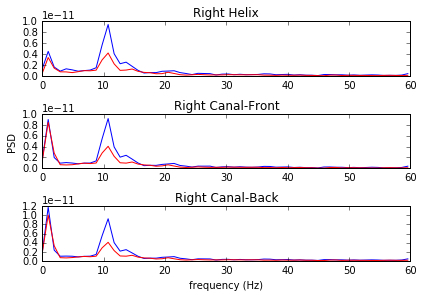 Right Helix
1e−11
1.0
0.8
0.6
0.4
0.2
0.0
0 10 20 30 40 50 60
Right Canal-Front
1e−11
1.0
0.8
0.6
0.4
0.2
0.0
0 10 20 30 40 50 60
PSD
Right Canal-Back
1e−11
1.2
1.0
0.8
0.6
0.4
0.2
0.0
0 10 20 30 40 50 60
frequency (Hz)